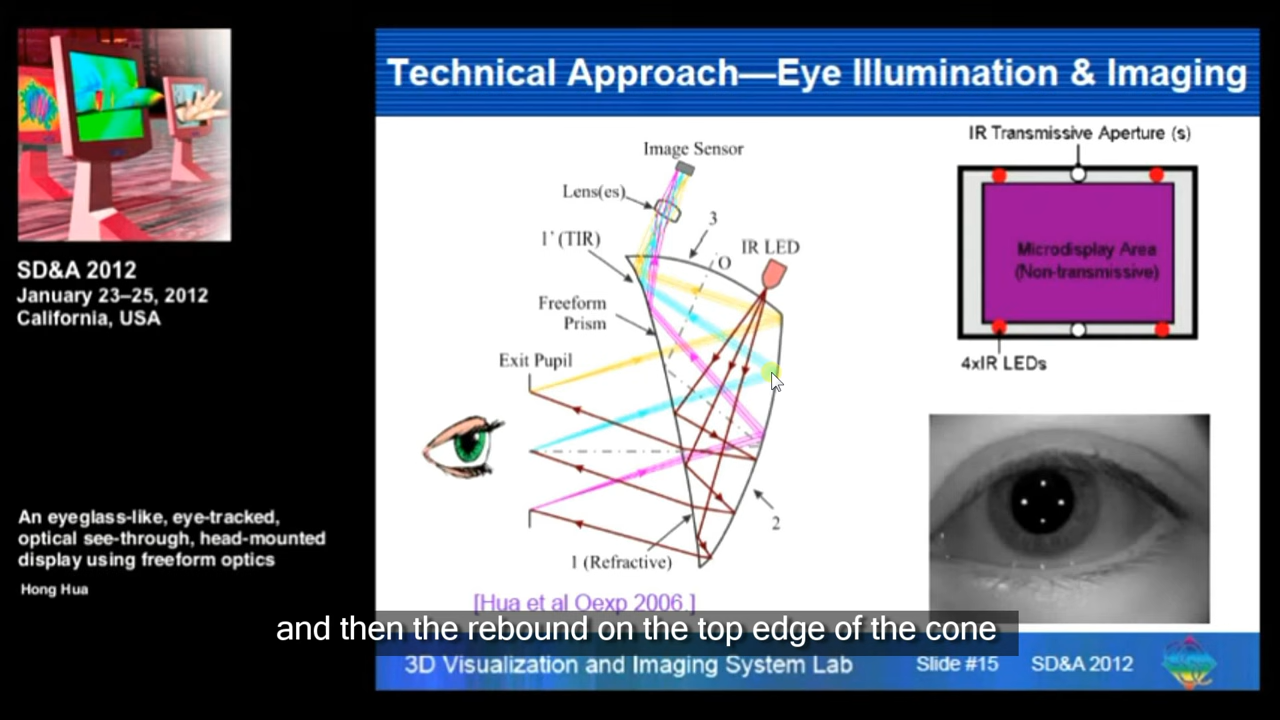 Technical Approach—Eye Illumination & Imaging
SD&A 2012
January 23–25, 2012
California, USA
An eyeglass-like, eye-tracked,
optical see-through, head-mounted
display using freeform optics
Hong Hua
Image Sensor
Lens(es)
3
1' (TIR)
O
IR LED
Freeform
Prism
Exit Pupil
2
1 (Refractive)
[Hua et al Oexp 2006 ]
IR Transmissive Aperture (s)
Microdisplay Area
(Non-transmissive)
4xIR LEDs
and then the rebound on the top edge of the cone
3D Visualization and Imaging System Lab
Slide #15
SD&A 2012